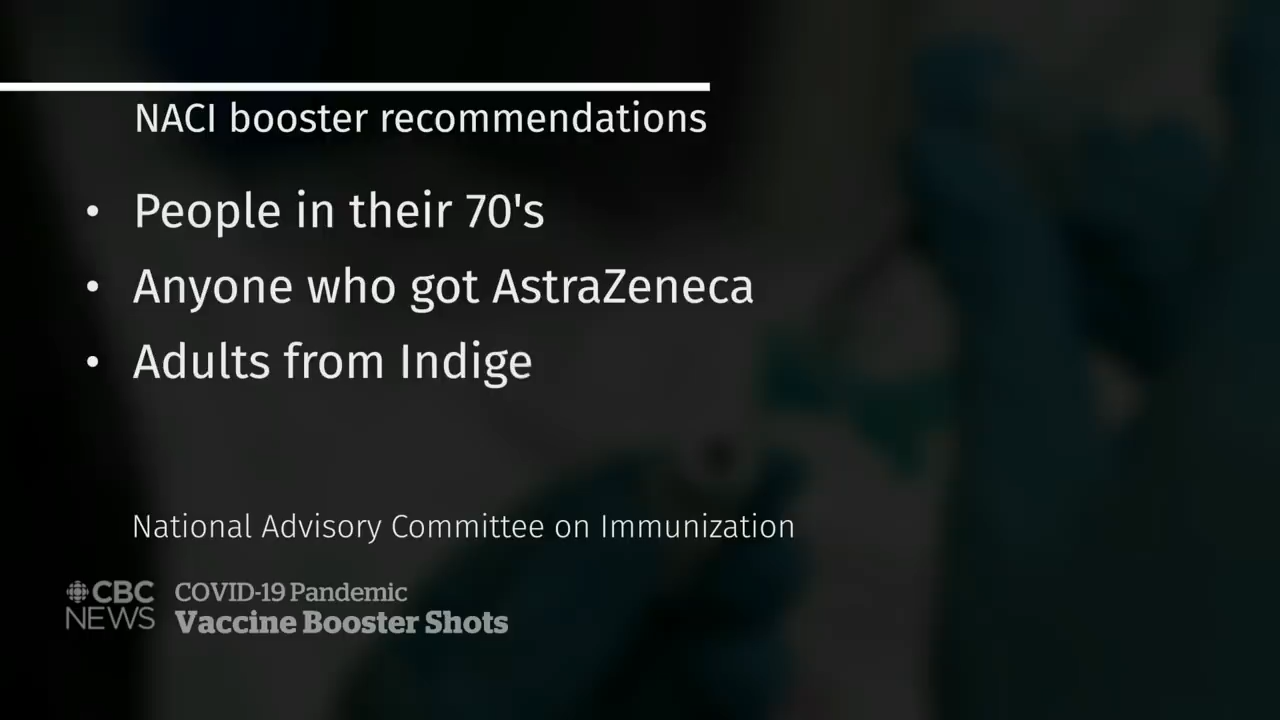 NACI booster recommendations
• People in their 70's
• Anyone who got AstraZeneca
• Adults from Indige
National Advisory Committee on Immunization
CBC NEWS
COVID-19 Pandemic
Vaccine Booster Shots